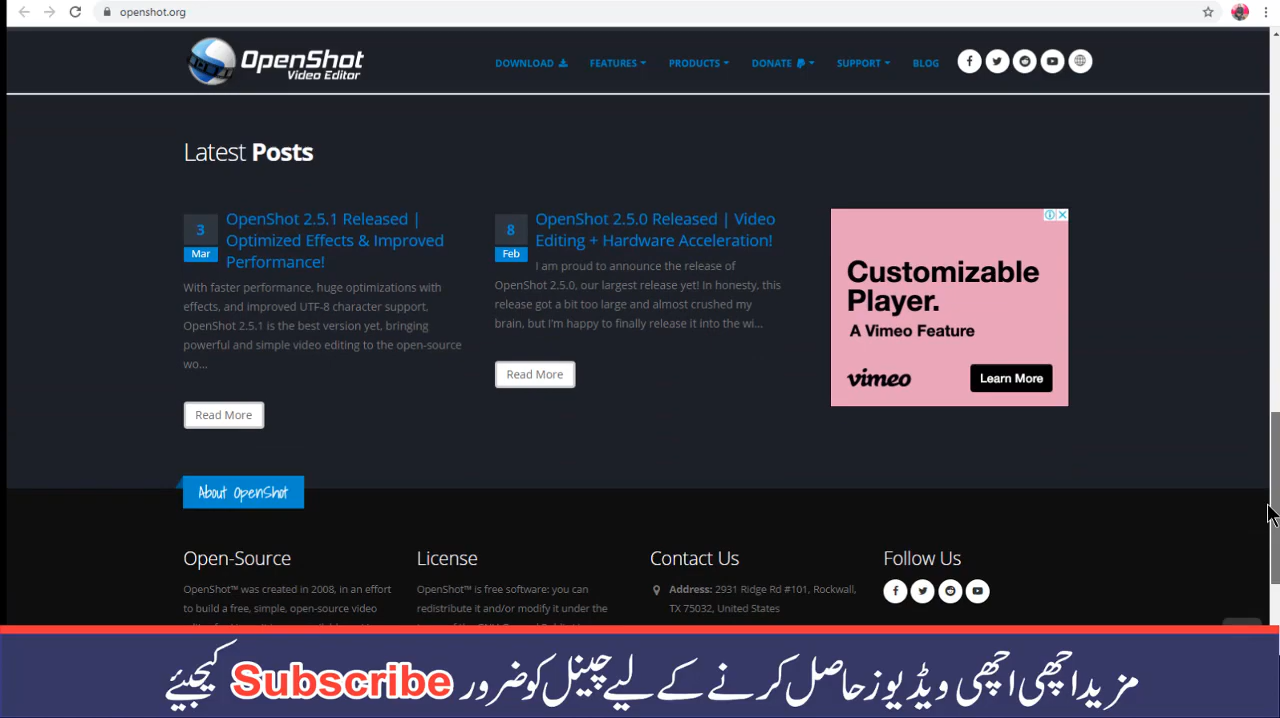 openshot.org
OpenShot
Video Editor
DOWNLOAD FEATURES PRODUCTS DONATE SUPPORT BLOG
Latest Posts
3
Mar
OpenShot 2.5.1 Released |
Optimized Effects & Improved
Performance!
With faster performance, huge optimizations with
effects, and improved UTF-8 character support,
OpenShot 2.5.1 is the best version yet, bringing
powerful and simple video editing to the open-source
wo...
Read More
8
Feb
OpenShot 2.5.0 Released | Video
Editing + Hardware Acceleration!
I am proud to announce the release of
OpenShot 2.5.0, our largest release yet! In honesty, this
release got a bit too large and almost crushed my
brain, but I'm happy to finally release it into the wi...
Read More
Customizable
Player.
A Vimeo Feature
vimeo
Learn More
About OpenShot
Open-Source
OpenShot™ was created in 2008, in an effort
to build a free, simple, open-source video
License
OpenShot™ is free software: you can
redistribute it and/or modify it under the
Contact Us
Address: 2931 Ridge Rd #101, Rockwall,
TX 75032, United States
Follow Us
مزید اچھی اچھی ویڈیوز حاصل کرنے کے لیے چینل کو ضرور Subscribe کیجیئے